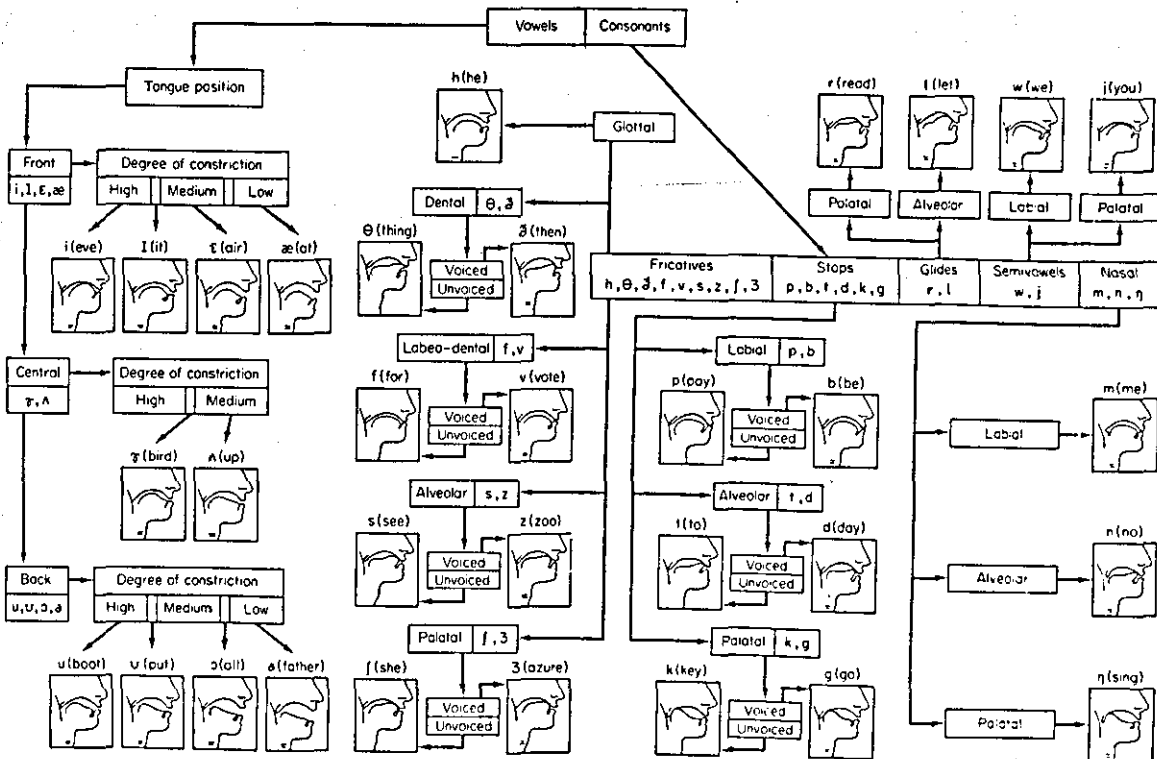 Vowels Consonants
Tongue position
Front
i, I, ɛ, æ
Degree of constriction
High Medium Low
i (eve) I (it) ɛ (air) æ (at)
Central
ɝ, ʌ
Degree of constriction
High Medium
ɝ (bird) ʌ (up)
Back
u, ʊ, ɔ, a
Degree of constriction
High Medium Low
u (boot) ʊ (put) ɔ (all) a (father)
h (he)
Glottal
Dental θ, ð
θ (thing) ð (then)
Voiced
Unvoiced
Labeo-dental f, v
f (for) v (vote)
Voiced
Unvoiced
Alveolar s, z
s (see) z (zoo)
Voiced
Unvoiced
Palatal ʃ, ʒ
ʃ (she) ʒ (azure)
Voiced
Unvoiced
Fricatives Stops Glides Semivowels Nasal
h, θ, ð, f, v, s, z, ʃ, ʒ p, b, t, d, k, g r, l w, j m, n, η
r (read) l (let) w (we) j (you)
Palatal Alveolar Labial Palatal
Labial p, b
p (pay) b (be)
Voiced
Unvoiced
Alveolar t, d
t (to) d (day)
Voiced
Unvoiced
Palatal k, g
k (key) g (go)
Voiced
Unvoiced
m (me)
Labial
n (no)
Alveolar
η (sing)
Palatal